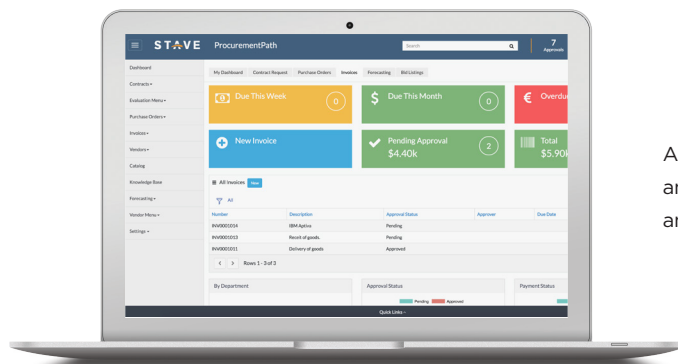 STAVE ProcurementPath Search 7
Approvals
Dashboard
Contracts
Evaluation Menu
Purchase Orders
Invoices
Vendors
Catalog
Knowledge Base
Forecasting
Vendor Menu
Settings
My Dashboard Contract Request Purchase Orders Invoices Forecasting Bid Listings
Due This Week 0
$ Due This Month 0
€ Overdu
New Invoice
Pending Approval
$4.40k 2
Total
$5.90k
All Invoices New
All
Number Description Approval Status Approver Due Date
INV0001014 IBM Aptiva Pending
INV0001013 Receit of goods Pending
INV0001011 Delivery of goods Approved
< > Rows 1 - 3 of 3
By Department Approval Status Payment Status
Pending Approved
Quick Links
A
ar
ar